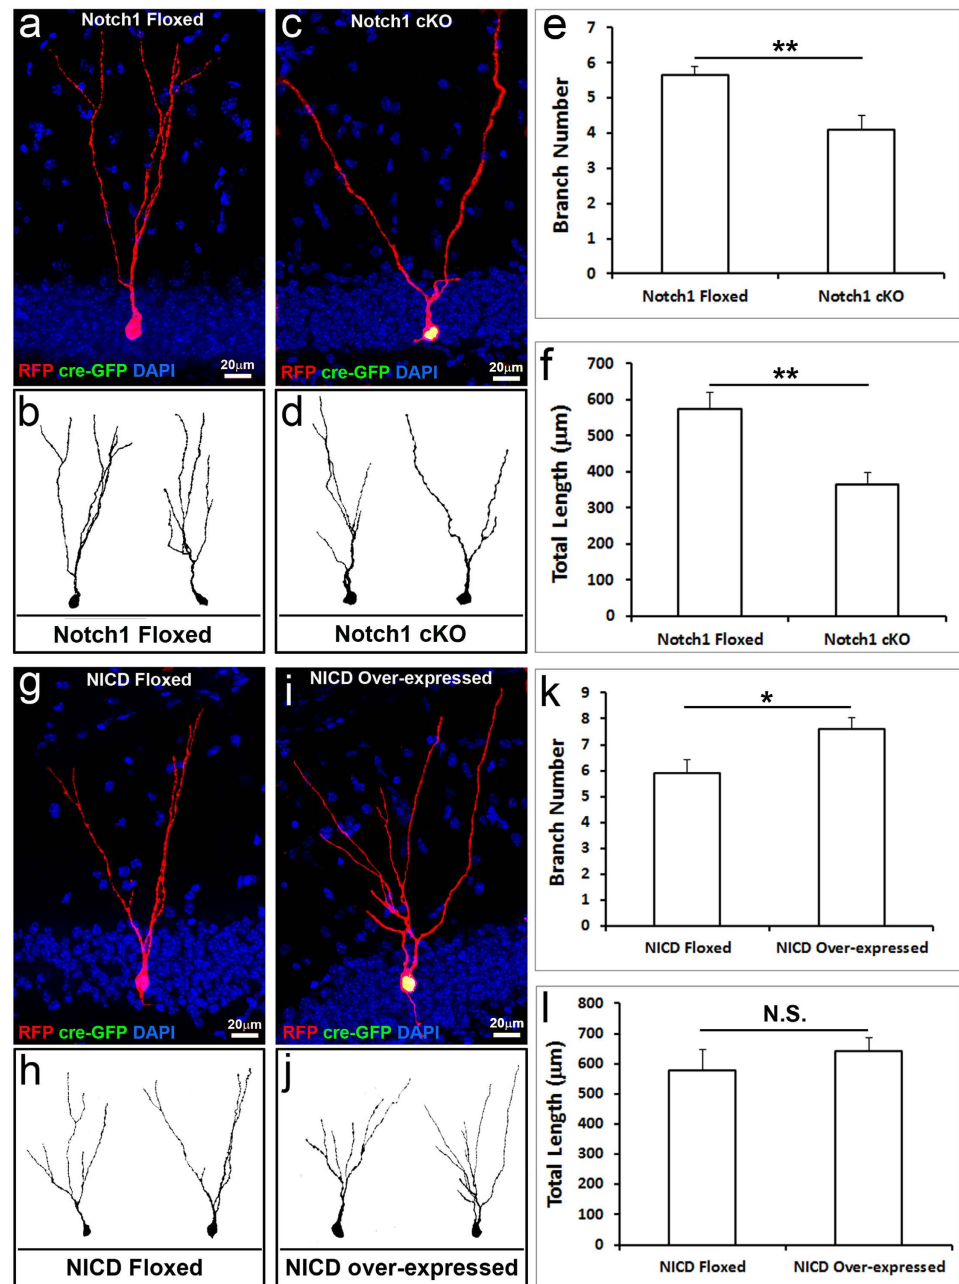 a
Notch1 Floxed
RFP cre-GFP DAPI
20µm
c
Notch1 cKO
RFP cre-GFP DAPI
20µm
e
7
6
5
4
3
2
1
0
Branch Number
**
Notch1 Floxed
Notch1 cKO
b
Notch1 Floxed
d
Notch1 cKO
f
700
600
500
400
300
200
100
0
Total Length (µm)
**
Notch1 Floxed
Notch1 cKO
g
NICD Floxed
RFP cre-GFP DAPI
20µm
i
NICD Over-expressed
RFP cre-GFP DAPI
20µm
k
9
8
7
6
5
4
3
2
1
0
Branch Number
*
NICD Floxed
NICD Over-expressed
h
NICD Floxed
j
NICD over-expressed
l
800
700
600
500
400
300
200
100
0
Total Length (µm)
N.S.
NICD Floxed
NICD Over-expressed